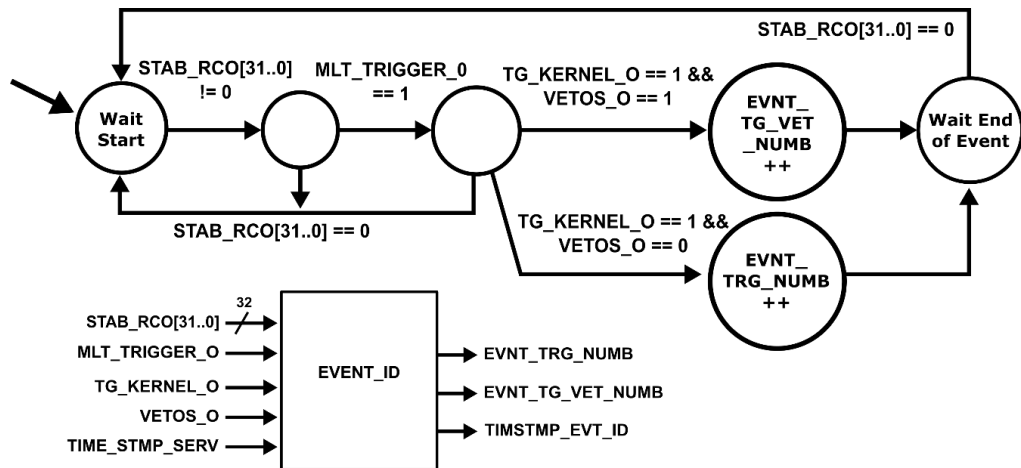 STAB_RCO[31..0] == 0
STAB_RCO[31..0]
!= 0
MLT_TRIGGER_0
== 1
TG_KERNEL_O == 1 &&
VETOS_O == 1
Wait
Start
EVNT_
TG_VET
_NUMB
++
Wait End
of Event
STAB_RCO[31..0] == 0
TG_KERNEL_O == 1 &&
VETOS_O == 0
EVNT_
TRG_NUMB
++
32
STAB_RCO[31..0]
MLT_TRIGGER_O
TG_KERNEL_O
VETOS_O
TIME_STMP_SERV
EVENT_ID
EVNT_TRG_NUMB
EVNT_TG_VET_NUMB
TIMSTMP_EVT_ID